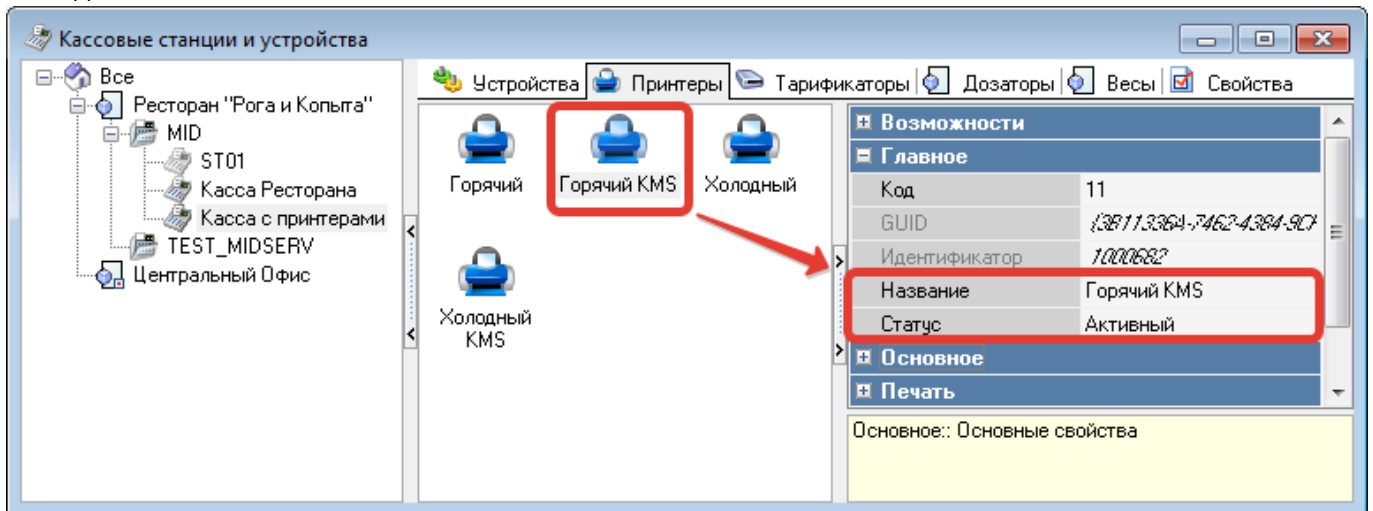 Кассовые станции и устройства
Все
Ресторан "Рога и Копыта"
MID
ST01
Касса Ресторана
Касса с принтерами
TEST_MIDSERV
Центральный Офис
Устройства Принтеры Тарификаторы Дозаторы Весы Свойства
Горячий Горячий KMS Холодный
Холодный
KMS
Возможности
Главное
Код 11
GUID
Идентификатор 1000682
Название Горячий KMS
Статус Активный
Основное
Печать
Основное:: Основные свойства